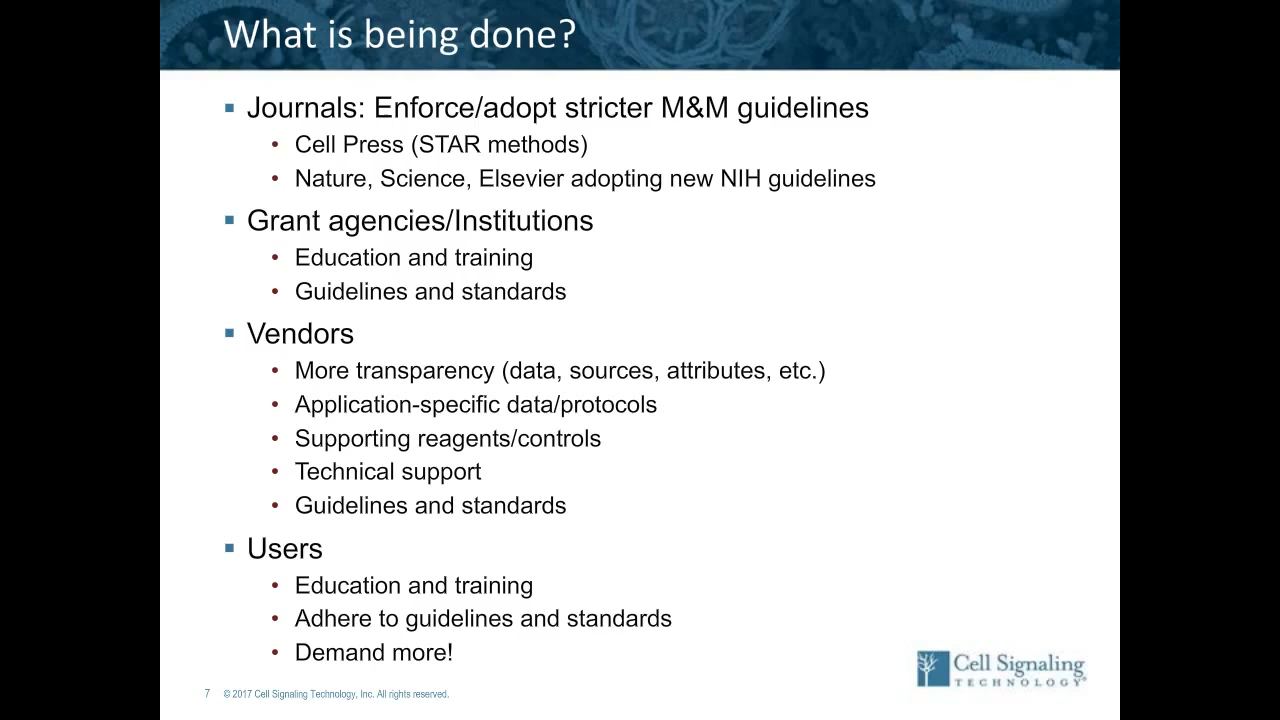 What is being done?
▪ Journals: Enforce/adopt stricter M&M guidelines
• Cell Press (STAR methods)
• Nature, Science, Elsevier adopting new NIH guidelines
▪ Grant agencies/Institutions
• Education and training
• Guidelines and standards
▪ Vendors
• More transparency (data, sources, attributes, etc.)
• Application-specific data/protocols
• Supporting reagents/controls
• Technical support
• Guidelines and standards
▪ Users
• Education and training
• Adhere to guidelines and standards
• Demand more!
Cell Signaling
TECHNOLOGY®
7 © 2017 Cell Signaling Technology, Inc. All rights reserved.